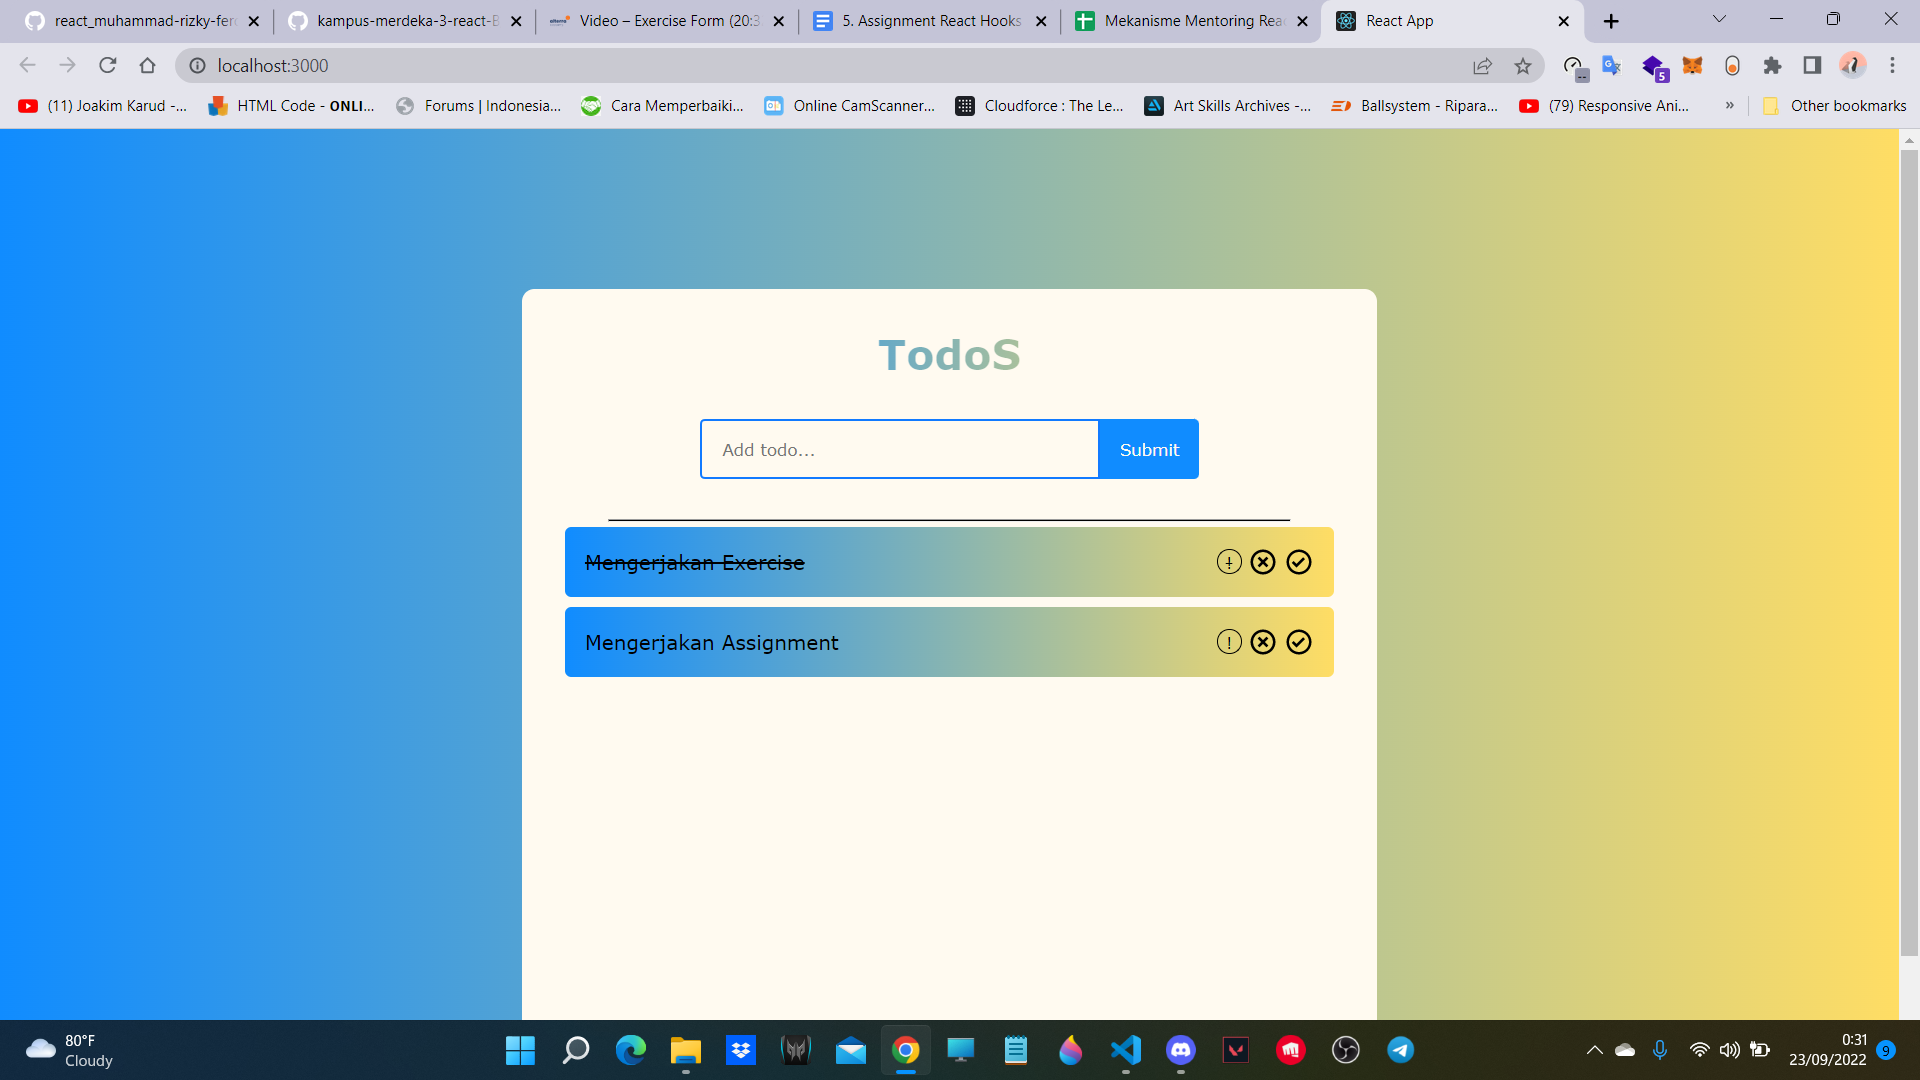 react_muhammad-rizky-fer
kampus-merdeka-3-react-B
Video – Exercise Form (20:3
5. Assignment React Hooks
Mekanisme Mentoring Rea
React App
localhost:3000
5
(11) Joakim Karud -...
HTML Code - ONLI...
Forums | Indonesia...
Cara Memperbaiki...
Online CamScanner...
Cloudforce : The Le...
Art Skills Archives -...
Ballsystem - Ripara...
(79) Responsive Ani...
»
Other bookmarks
TodoS
Add todo...
Submit
Mengerjakan Exercise
!
Mengerjakan Assignment
!
80°F
Cloudy
0:31
23/09/2022
9